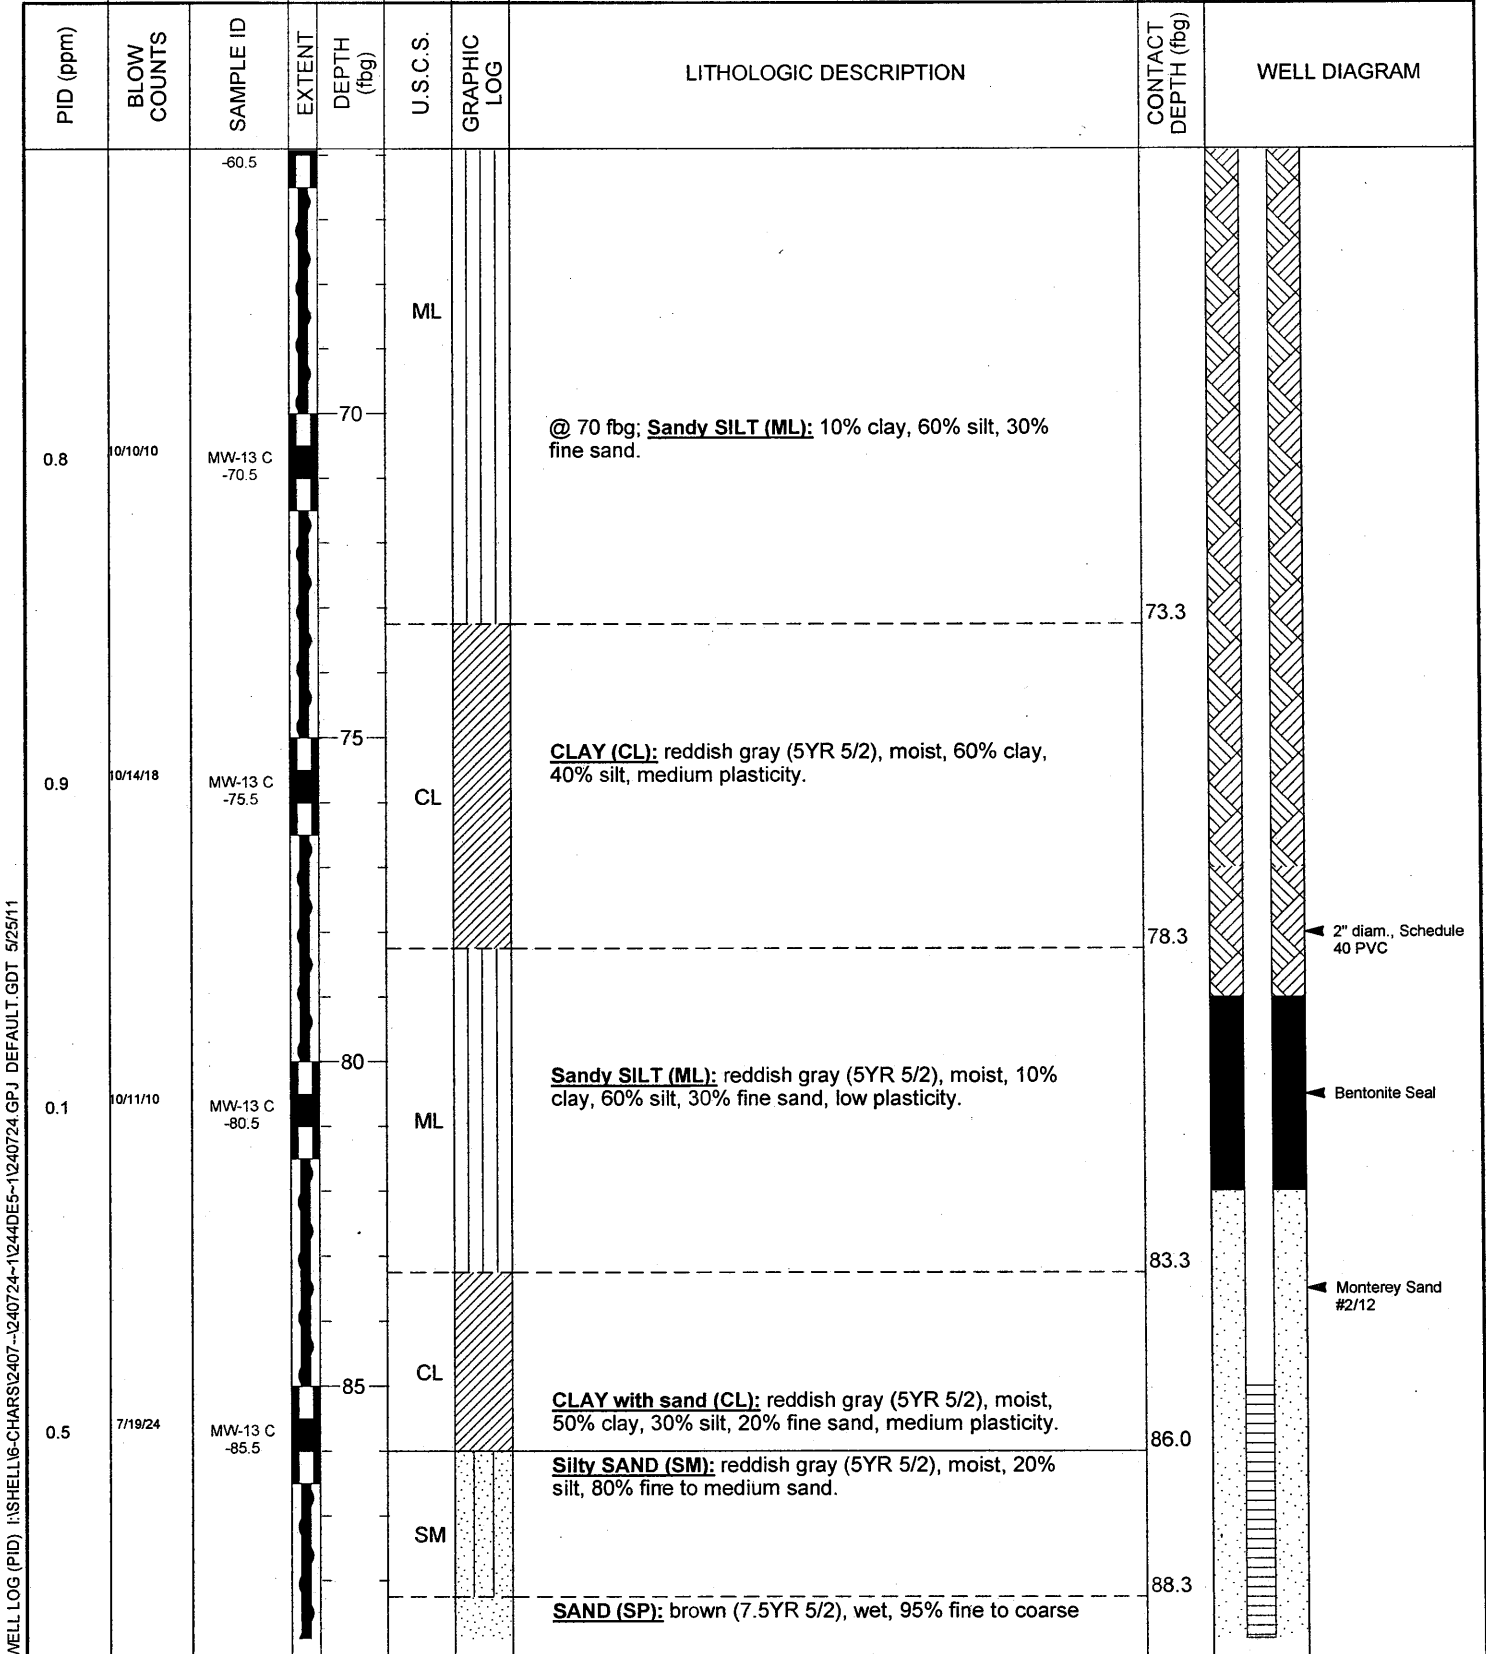 PID (ppm)
BLOW
COUNTS
SAMPLE ID
EXTENT
DEPTH
(fbg)
U.S.C.S.
GRAPHIC
LOG
LITHOLOGIC DESCRIPTION
CONTACT
DEPTH (fbg)
WELL DIAGRAM
-60.5
ML
70
@ 70 fbg; Sandy SILT (ML): 10% clay, 60% silt, 30%
fine sand.
0.8
10/10/10
MW-13 C
-70.5
73.3
75
CLAY (CL): reddish gray (5YR 5/2), moist, 60% clay,
40% silt, medium plasticity.
0.9
10/14/18
MW-13 C
-75.5
CL
78.3
2" diam., Schedule
40 PVC
80
Sandy SILT (ML): reddish gray (5YR 5/2), moist, 10%
clay, 60% silt, 30% fine sand, low plasticity.
0.1
10/11/10
MW-13 C
-80.5
ML
Bentonite Seal
83.3
Monterey Sand
#2/12
CL
85
CLAY with sand (CL): reddish gray (5YR 5/2), moist,
50% clay, 30% silt, 20% fine sand, medium plasticity.
0.5
7/19/24
MW-13 C
-85.5
86.0
Silty SAND (SM): reddish gray (5YR 5/2), moist, 20%
silt, 80% fine to medium sand.
SM
88.3
SAND (SP): brown (7.5YR 5/2), wet, 95% fine to coarse
WELL LOG (PID) I:\SHELL\6-CHARS\2407--\240724~1\244DE5~1\240724.GPJ DEFAULT.GDT 5/25/11